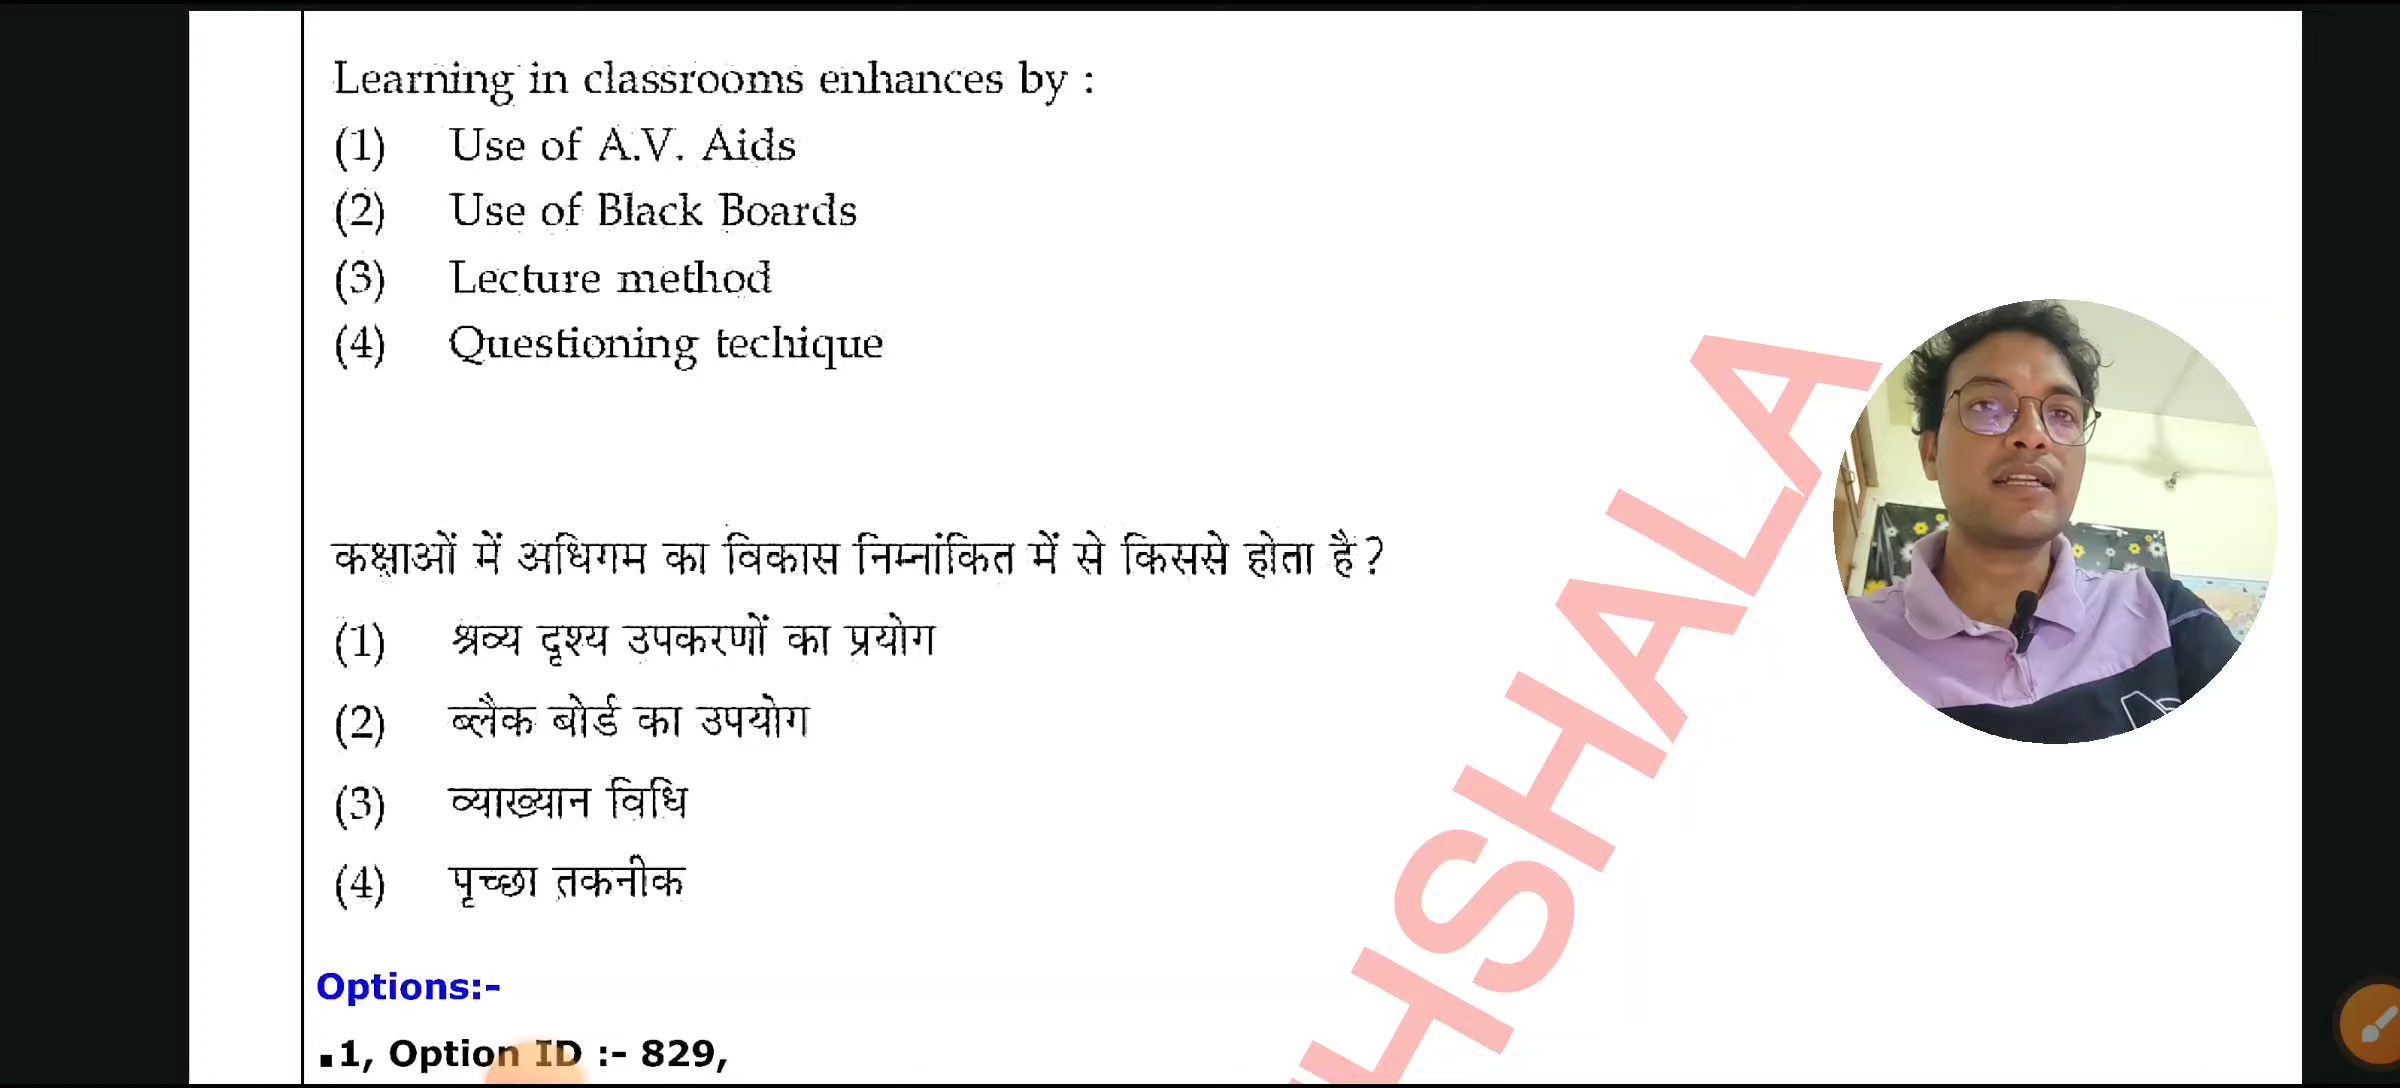 Learning in classrooms enhances by :
(1) Use of A.V. Aids
(2) Use of Black Boards
(3) Lecture method
(4) Questioning techique
कक्षाओं में अधिगम का विकास निम्नांकित में से किससे होता है?
(1) श्रव्य दृश्य उपकरणों का प्रयोग
(2) ब्लैक बोर्ड का उपयोग
(3) व्याख्यान विधि
(4) पृच्छा तकनीक
Options:-
1, Option ID :- 829,
HSHALA